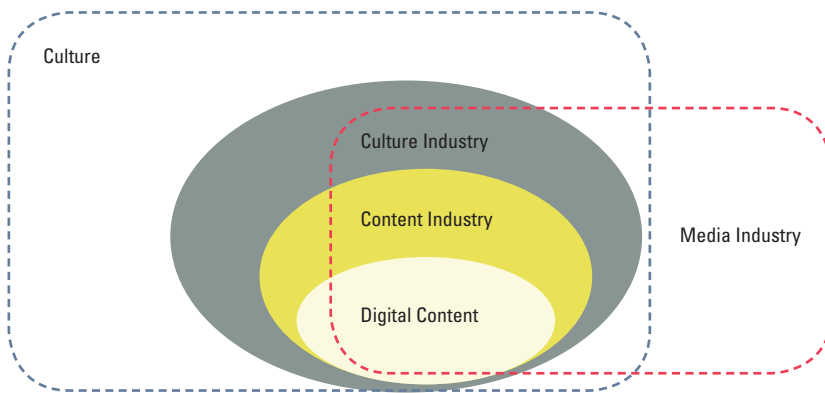 Culture
Culture Industry
Content Industry
Media Industry
Digital Content